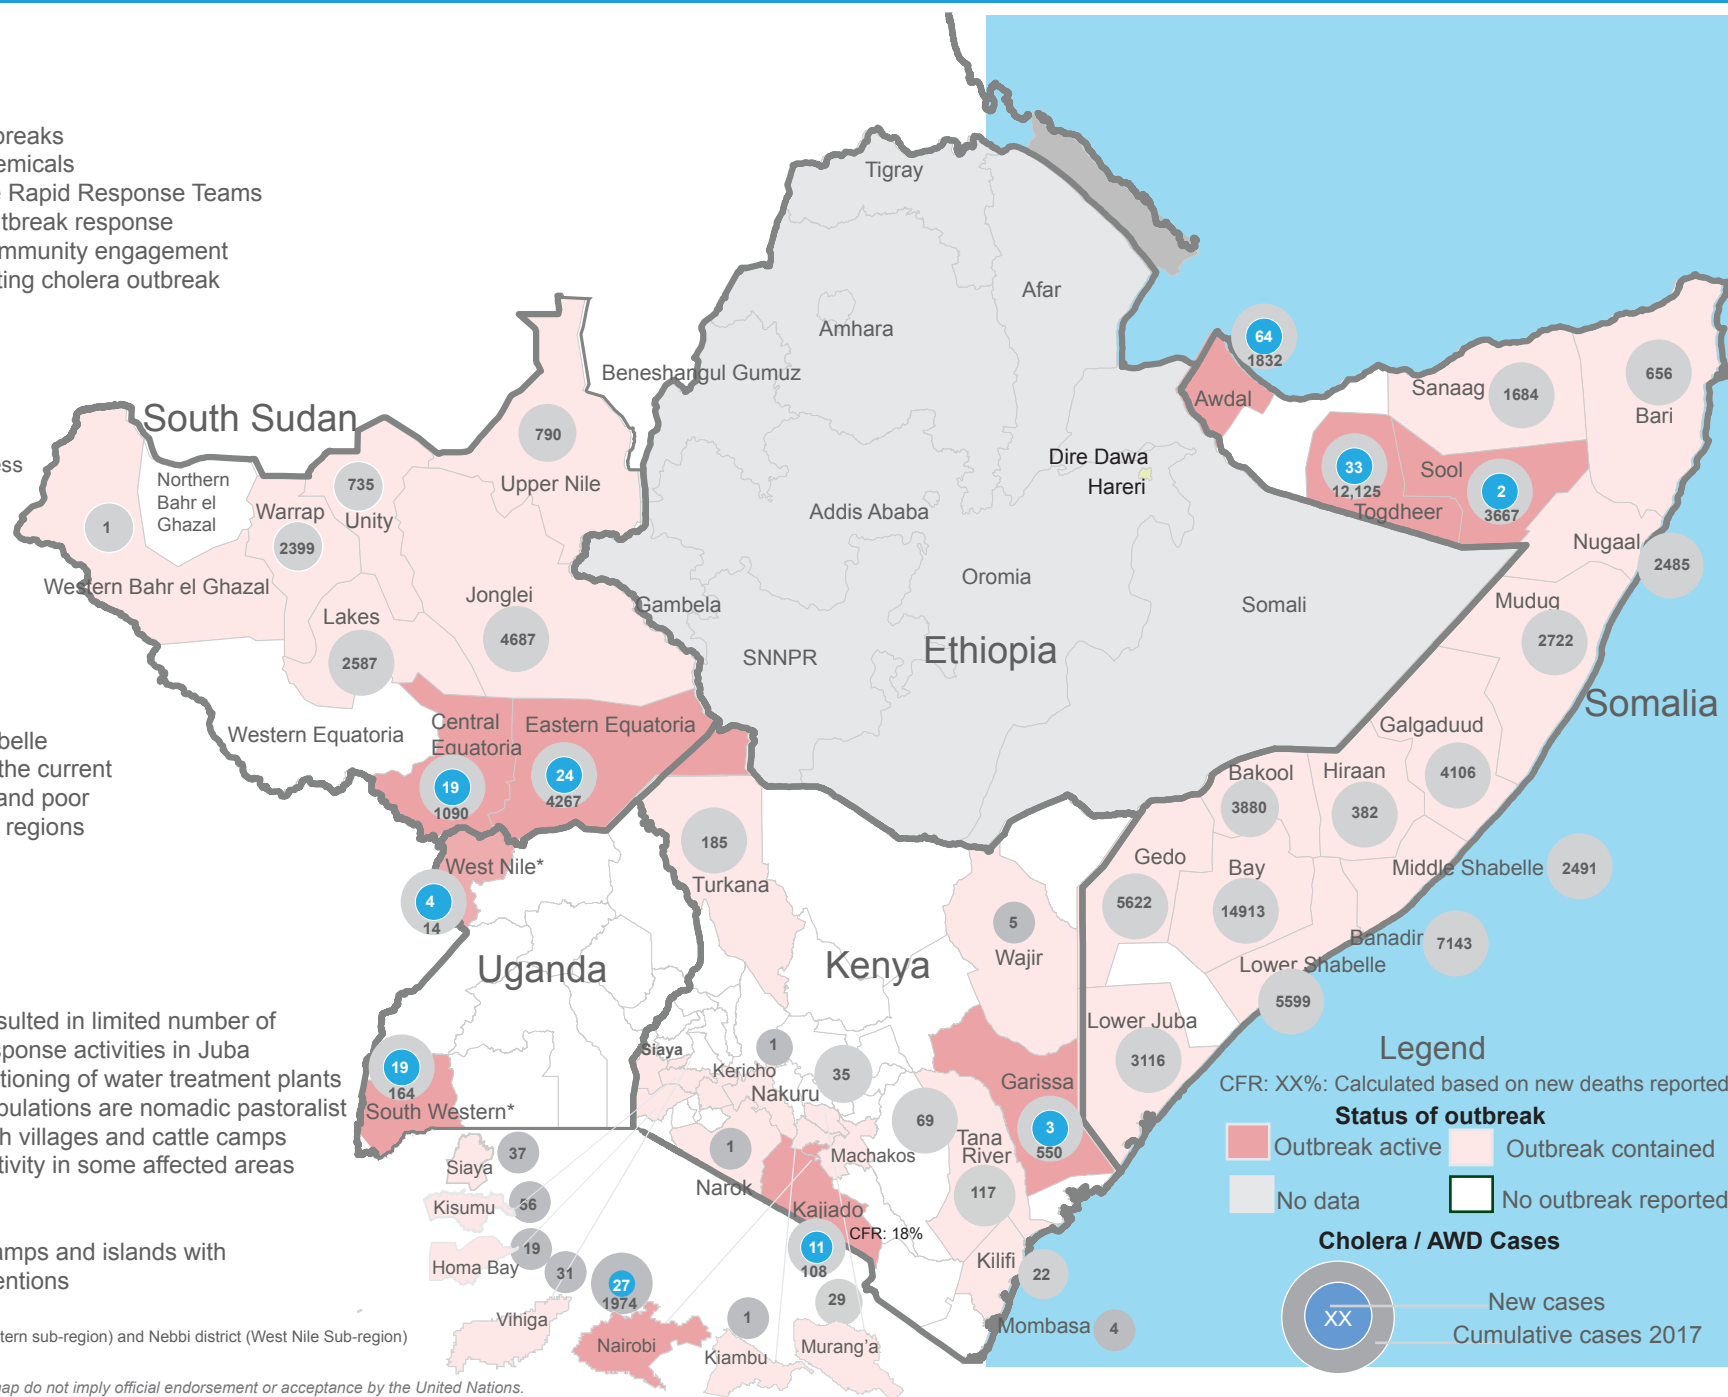 breaks
emicals
e Rapid Response Teams
tbreak response
mmunity engagement
ting cholera outbreak
ess
belle
the current
and poor
regions
sulted in limited number of
sponse activities in Juba
tioning of water treatment plants
pulations are nomadic pastoralist
h villages and cattle camps
tivity in some affected areas
amps and islands with
entions
tern sub-region) and Nebbi district (West Nile Sub-region)
map do not imply official endorsement or acceptance by the United Nations.
South Sudan
Northern
Bahr el
Ghazal
1
Western Bahr el Ghazal
Warrap
2399
735
Unity
790
Upper Nile
Lakes
2587
Jonglei
4687
Western Equatoria
Central
Equatoria
19
1090
Eastern Equatoria
24
4267
Ethiopia
Tigray
Afar
Amhara
Beneshangul Gumuz
Dire Dawa
Hareri
Addis Ababa
Oromia
Somali
Gambela
SNNPR
Somalia
64
1832
Awdal
33
12,125
Togdheer
Sool
2
3667
Sanaag
1684
656
Bari
Nugaal
2485
Mudug
2722
Galgaduud
4106
Bakool
3880
Hiraan
382
Gedo
5622
Bay
14913
Middle Shabelle
2491
Banadir
7143
Lower Shabelle
5599
Lower Juba
3116
Uganda
West Nile*
4
14
19
164
South Western*
Kenya
185
Turkana
5
Wajir
Garissa
3
550
Siaya
1
Kericho
Nakuru
35
69
Tana
River
117
Machakos
1
Narok
Kajiado
CFR: 18%
11
108
Kilifi
22
Mombasa
4
Siaya
37
Kisumu
56
Homa Bay
19
31
Vihiga
27
1974
Nairobi
1
Kiambu
29
Murang'a
Legend
CFR: XX%: Calculated based on new deaths reported
Status of outbreak
Outbreak active
Outbreak contained
No data
No outbreak reported
Cholera / AWD Cases
XX
New cases
Cumulative cases 2017